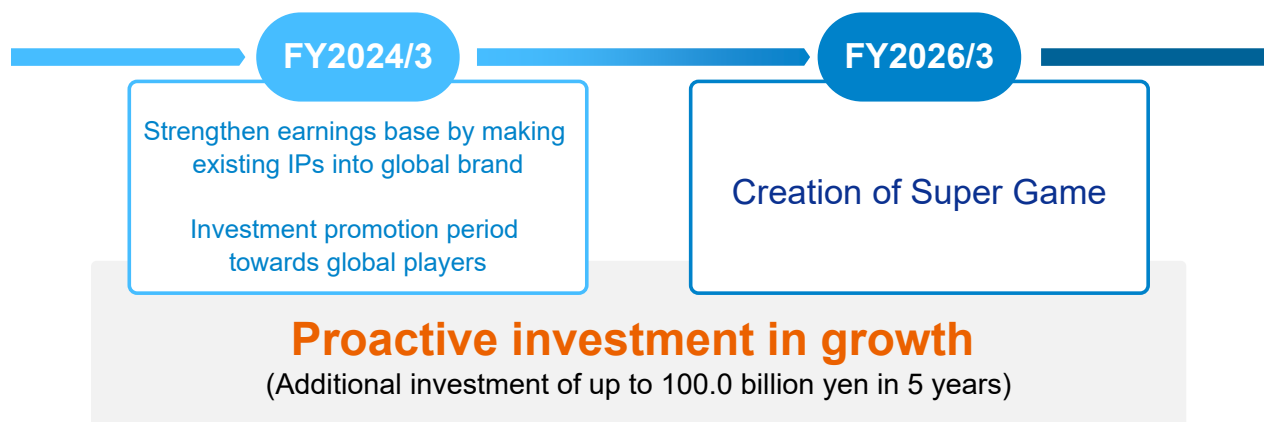 FY2024/3
Strengthen earnings base by making
existing IPs into global brand
Investment promotion period
towards global players
FY2026/3
Creation of Super Game
Proactive investment in growth
(Additional investment of up to 100.0 billion yen in 5 years)